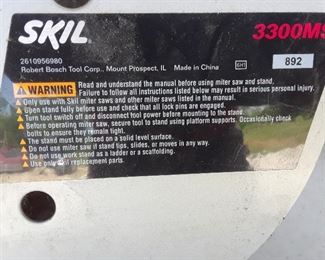 SKIL 3300MS
2610956980
Robert Bosch Tool Corp., Mount Prospect, IL Made in China 892
WARNING Read and understand the manual before using miter saw and stand.
Failure to follow all instructions listed below may result in serious personal injury.
Only use with Skil miter saws and other miter saws listed in the manual.
Open stand fully before use and check that all lock pins are engaged.
Turn tool switch off and disconnect tool power before mounting to the stand.
Before operating miter saw, secure tool to stand using platform supports. Occasionally check
bolts to ensure they remain tight.
The stand must be placed on a solid level surface.
Do not use miter saw if stand tips, slides, or moves in any way.
Do not use work stand as a ladder or a scaffolding.
Use only Skil replacement parts.